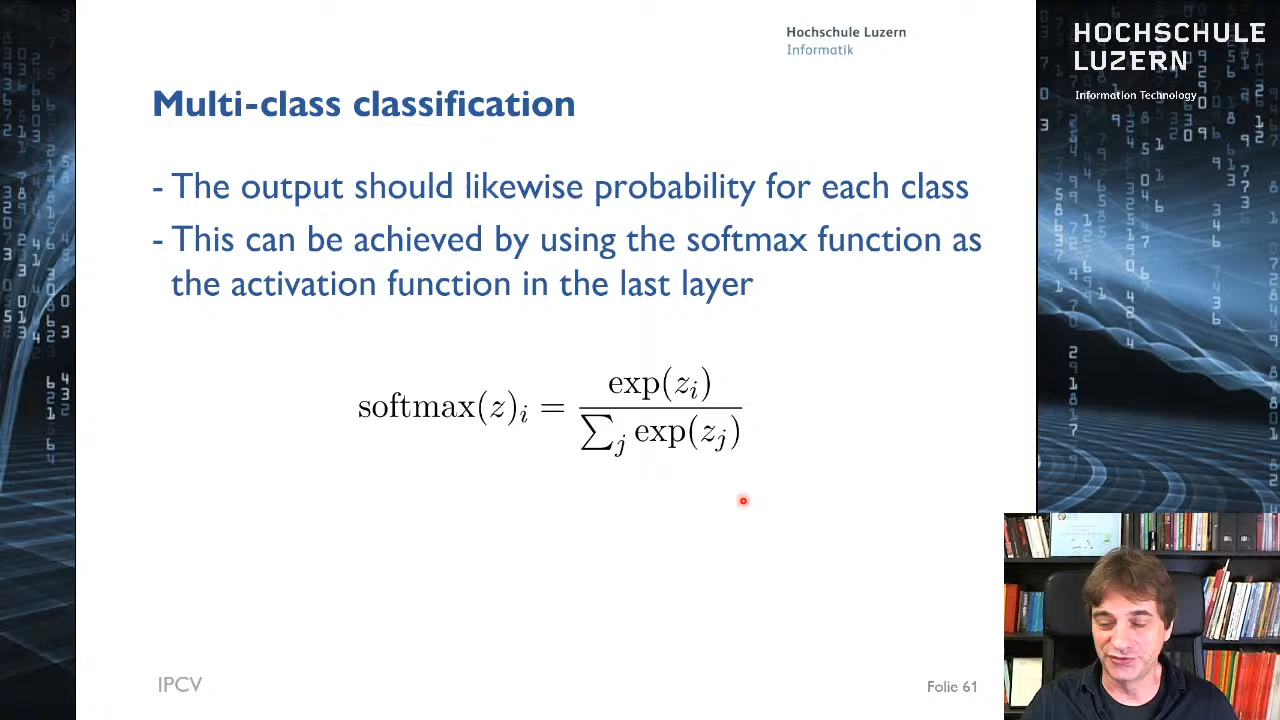 Hochschule Luzern
Informatik
HOCHSCHULE
LUZERN
Information Technology
Multi-class classification
- The output should likewise probability for each class
- This can be achieved by using the softmax function as
the activation function in the last layer
softmax(z)_i = exp(z_i) / ∑_j exp(z_j)
IPCV
Folie 61